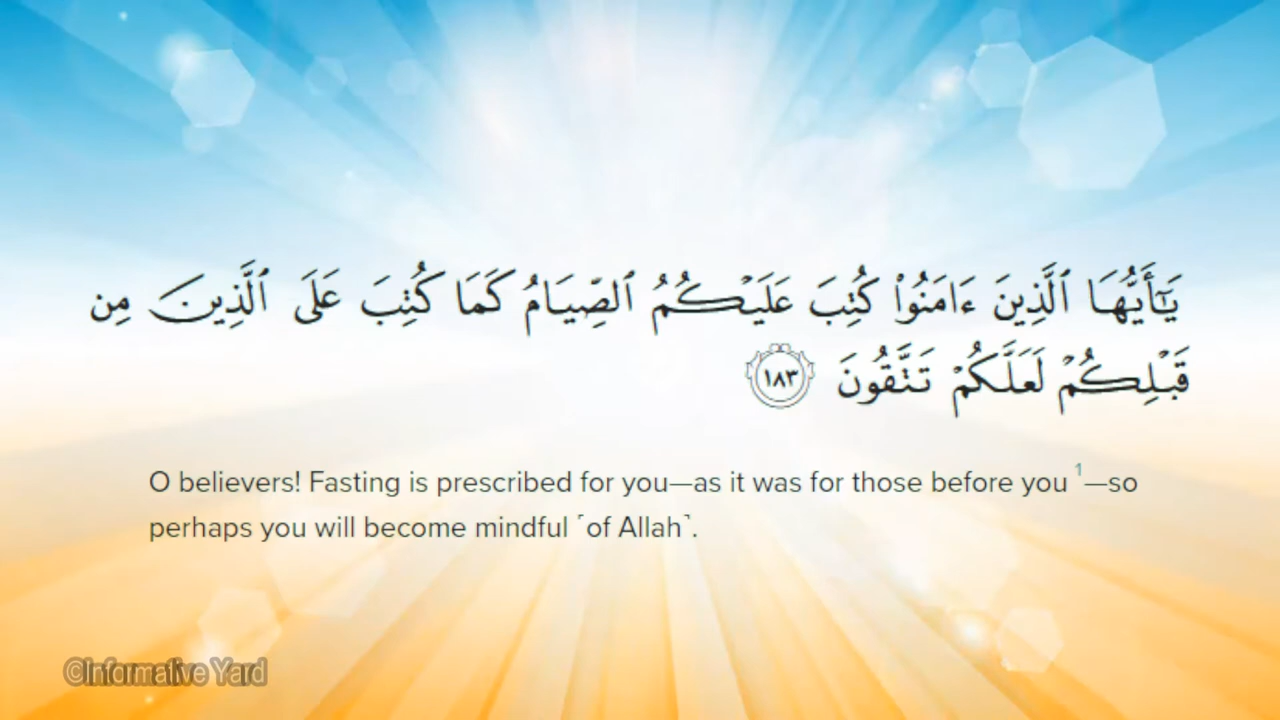 يَـٰٓأَيُّهَا ٱلَّذِينَ ءَامَنُوا۟ كُتِبَ عَلَيْكُمُ ٱلصِّيَامُ كَمَا كُتِبَ عَلَى ٱلَّذِينَ مِن
قَبْلِكُمْ لَعَلَّكُمْ تَتَّقُونَ ١٨٣
O believers! Fasting is prescribed for you—as it was for those before you ¹—so
perhaps you will become mindful ˹of Allah˺.
©Informative Yard